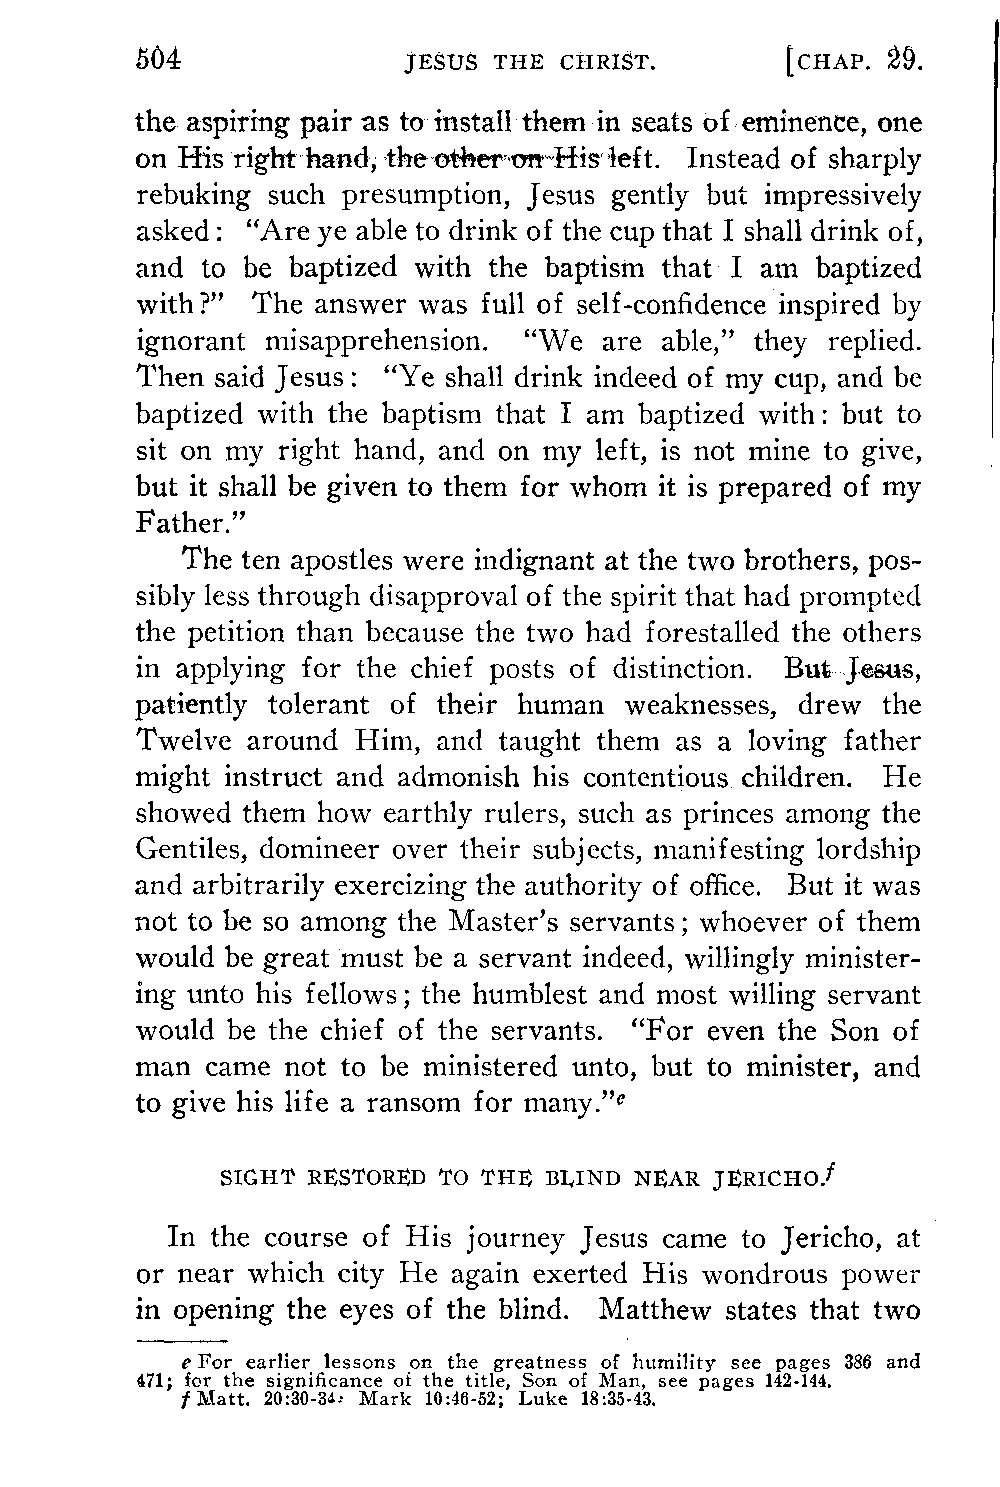 504 JESUS THE CHRIST. [CHAP. 29.
the aspiring pair as to install them in seats of eminence, one
on His right hand, the other on His left. Instead of sharply
rebuking such presumption, Jesus gently but impressively
asked: "Are ye able to drink of the cup that I shall drink of,
and to be baptized with the baptism that I am baptized
with?" The answer was full of self-confidence inspired by
ignorant misapprehension. "We are able," they replied.
Then said Jesus: "Ye shall drink indeed of my cup, and be
baptized with the baptism that I am baptized with: but to
sit on my right hand, and on my left, is not mine to give,
but it shall be given to them for whom it is prepared of my
Father."
The ten apostles were indignant at the two brothers, pos-
sibly less through disapproval of the spirit that had prompted
the petition than because the two had forestalled the others
in applying for the chief posts of distinction. But Jesus,
patiently tolerant of their human weaknesses, drew the
Twelve around Him, and taught them as a loving father
might instruct and admonish his contentious children. He
showed them how earthly rulers, such as princes among the
Gentiles, domineer over their subjects, manifesting lordship
and arbitrarily exercizing the authority of office. But it was
not to be so among the Master's servants; whoever of them
would be great must be a servant indeed, willingly minister-
ing unto his fellows; the humblest and most willing servant
would be the chief of the servants. "For even the Son of
man came not to be ministered unto, but to minister, and
to give his life a ransom for many."e
SIGHT RESTORED TO THE BLIND NEAR JERICHO.f
In the course of His journey Jesus came to Jericho, at
or near which city He again exerted His wondrous power
in opening the eyes of the blind. Matthew states that two
e For earlier lessons on the greatness of humility see pages 386 and
471; for the significance of the title, Son of Man, see pages 142-144.
f Matt. 20:30-34; Mark 10:46-52; Luke 18:35-43.